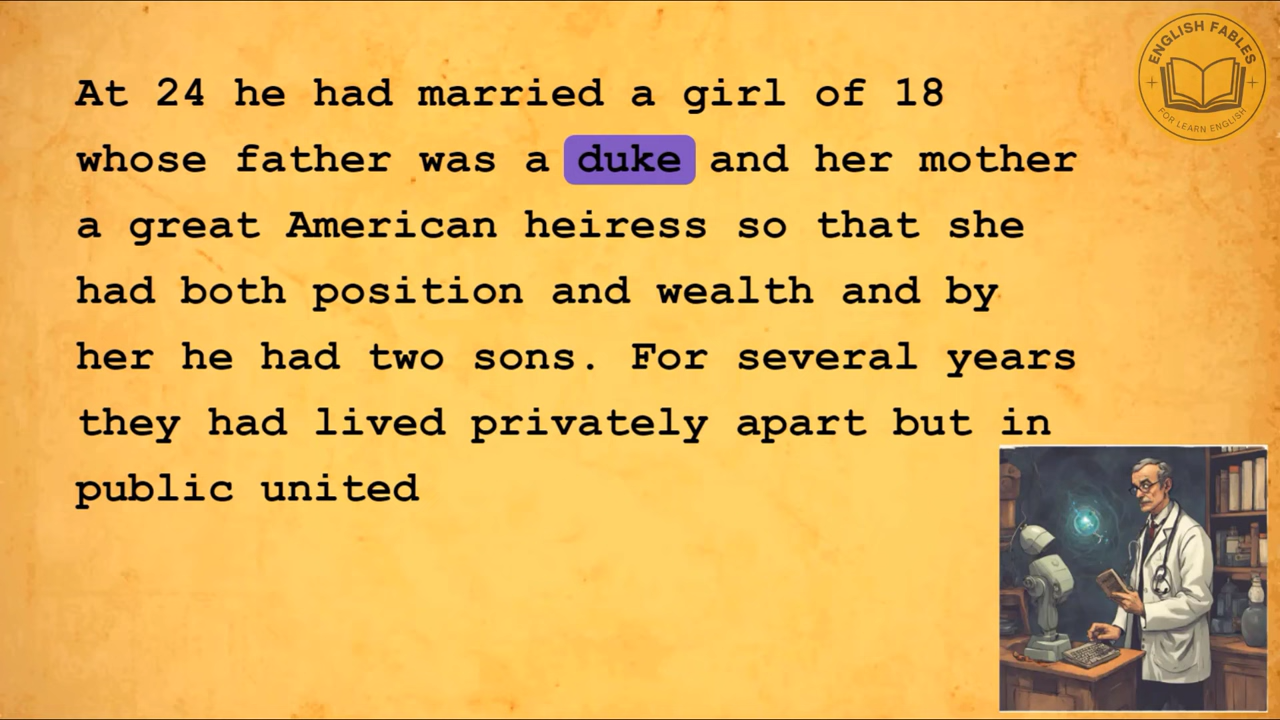 At 24 he had married a girl of 18
whose father was a duke and her mother
a great American heiress so that she
had both position and wealth and by
her he had two sons. For several years
they had lived privately apart but in
public united
ENGLISH FABLES
FOR LEARN ENGLISH